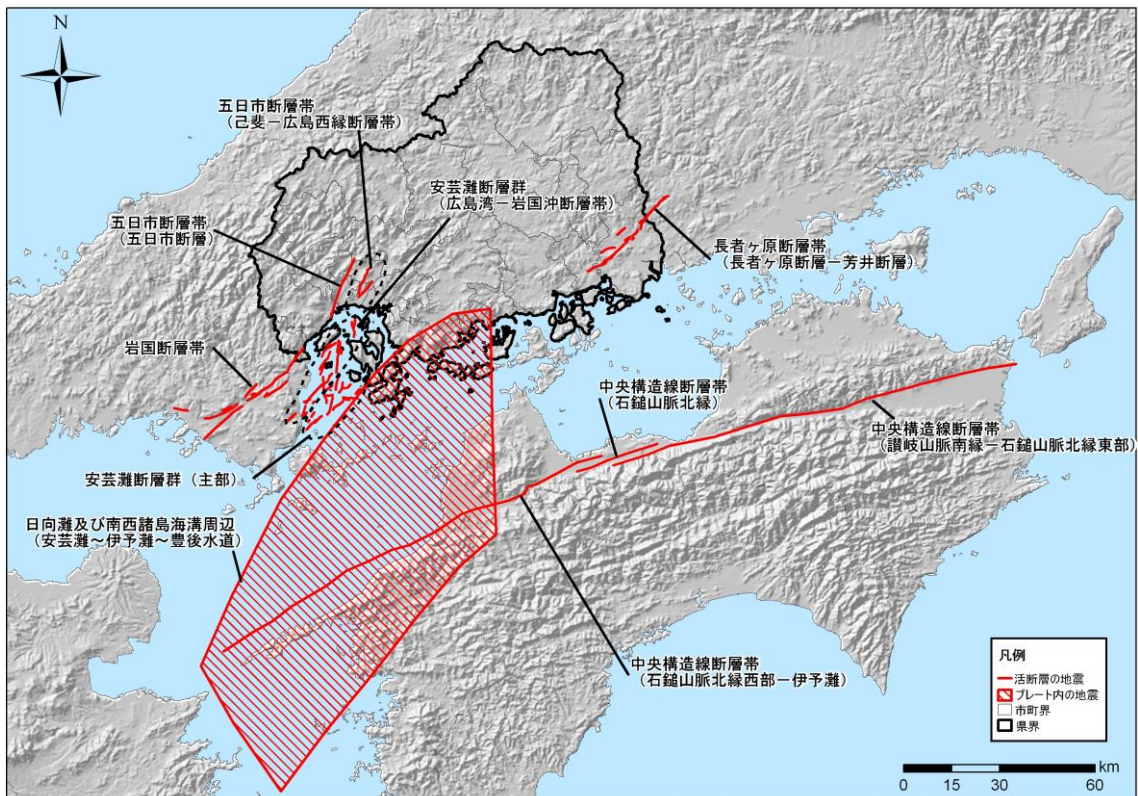 N
五日市断層帯
（己斐－広島西縁断層帯）
安芸灘断層群
（広島湾－岩国沖断層帯）
五日市断層帯
（五日市断層）
長者ヶ原断層帯
（長者ヶ原断層－芳井断層）
岩国断層帯
中央構造線断層帯
（石鎚山脈北縁）
中央構造線断層帯
（讃岐山脈南縁－石鎚山脈北縁東部）
安芸灘断層群（主部）
日向灘及び南西諸島海溝周辺
（安芸灘～伊予灘～豊後水道）
中央構造線断層帯
（石鎚山脈北縁西部－伊予灘）
凡例
活断層の地震
プレート内の地震
市町界
県界
km
0 15 30 60